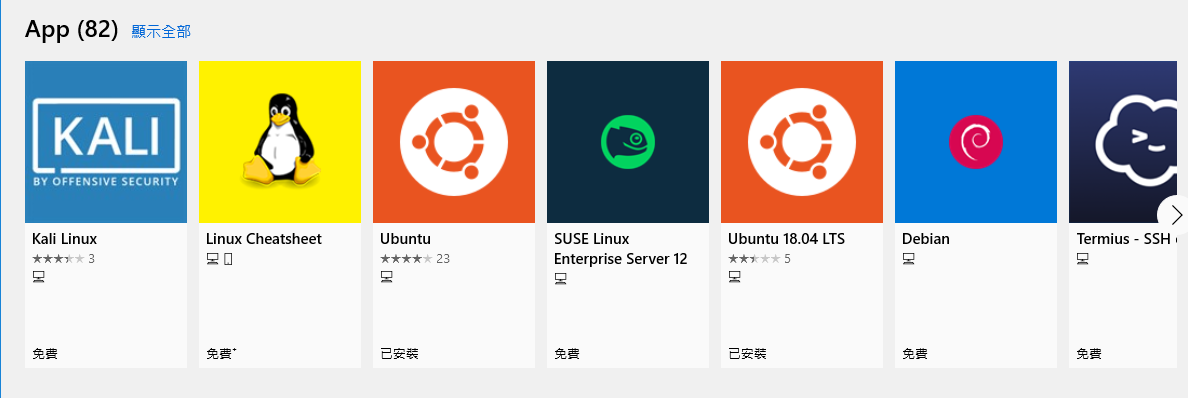 App (82) 顯示全部
KALI
BY OFFENSIVE SECURITY
Kali Linux
3
免費
Linux Cheatsheet
免費+
Ubuntu
23
已安裝
SUSE Linux
Enterprise Server 12
免費
Ubuntu 18.04 LTS
5
已安裝
Debian
免費
Termius - SSH
免費